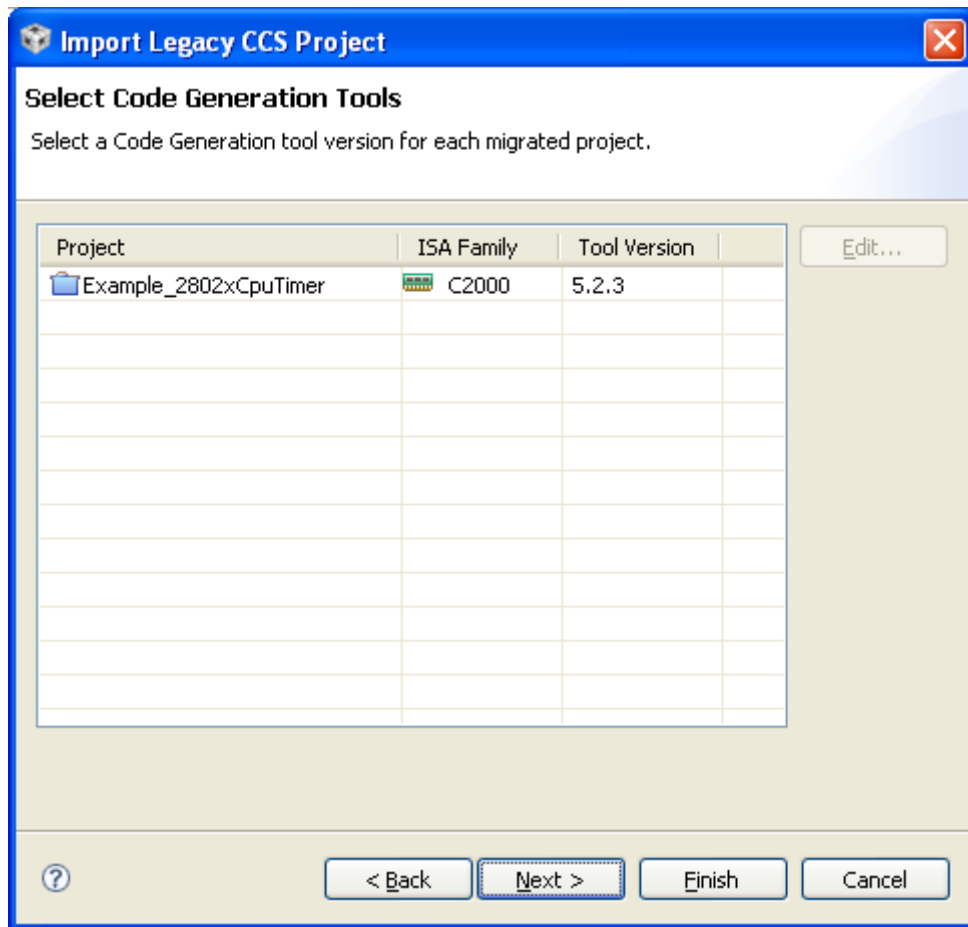 Import Legacy CCS Project
Select Code Generation Tools
Select a Code Generation tool version for each migrated project.
Project ISA Family Tool Version Edit...
Example_2802xCpuTimer C2000 5.2.3
? < Back Next > Finish Cancel